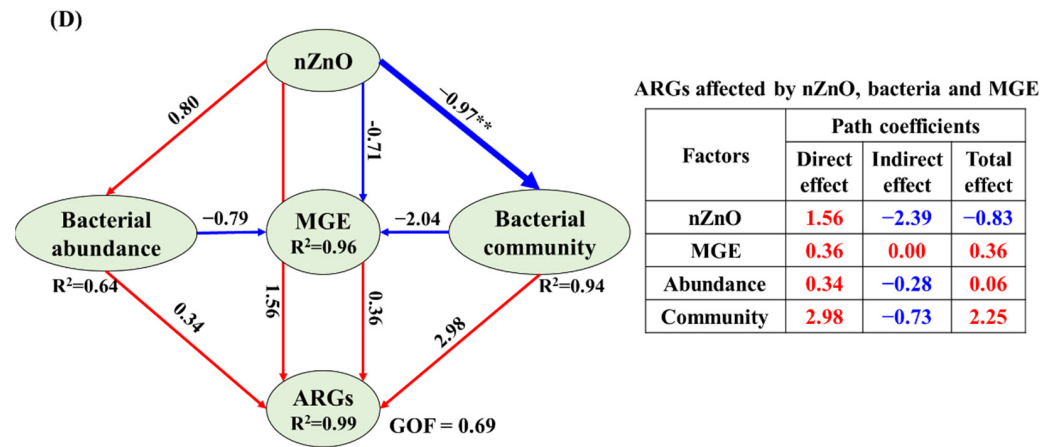 (D)
nZnO
0.80
-0.71
−0.97**
Bacterial
abundance
R²=0.64
−0.79
MGE
R²=0.96
−2.04
Bacterial
community
R²=0.94
0.34
1.56
0.36
2.98
ARGs
R²=0.99
GOF = 0.69
ARGs affected by nZnO, bacteria and MGE
Factors
Path coefficients
Direct
effect
Indirect
effect
Total
effect
nZnO 1.56 −2.39 −0.83
MGE 0.36 0.00 0.36
Abundance 0.34 −0.28 0.06
Community 2.98 −0.73 2.25